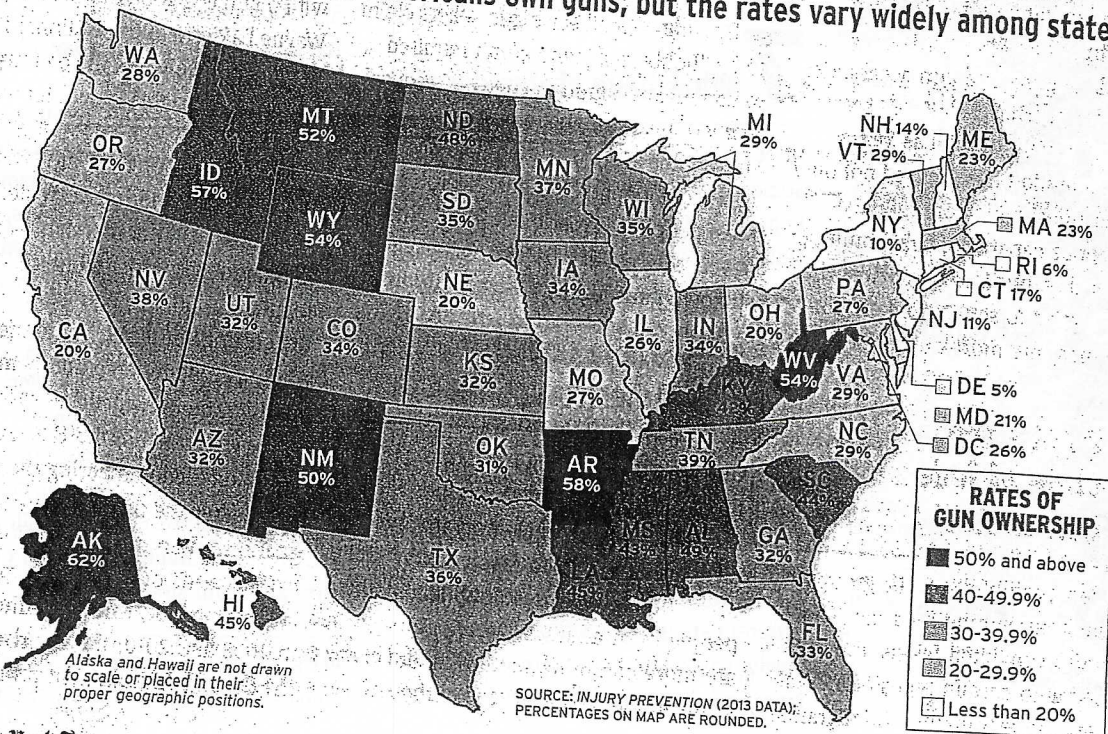 own guns, but the rates vary widely among state
WA
28%
MT
52%
ND
48%
MI
29%
NH 14%
VT 29%
ME
23%
OR
27%
ID
57%
MN
37%
WY
54%
SD
35%
WI
35%
NY
10%
MA 23%
RI 6%
CT 17%
NJ 11%
NV
38%
UT
32%
NE
20%
IA
34%
PA
27%
CA
20%
CO
34%
KS
32%
IL
26%
IN
34%
OH
20%
WV
54%
VA
29%
DE 5%
MD 21%
DC 26%
MO
27%
KY
AZ
32%
NM
50%
OK
31%
AR
58%
TN
39%
NC
29%
SC
44%
AK
62%
HI
45%
TX
36%
LA
45%
MS
43%
AL
49%
GA
32%
FL
33%
RATES OF
GUN OWNERSHIP
50% and above
40-49.9%
30-39.9%
20-29.9%
Less than 20%
Alaska and Hawaii are not drawn
to scale or placed in their
proper geographic positions.
SOURCE: INJURY PREVENTION (2013 DATA);
PERCENTAGES ON MAP ARE ROUNDED.